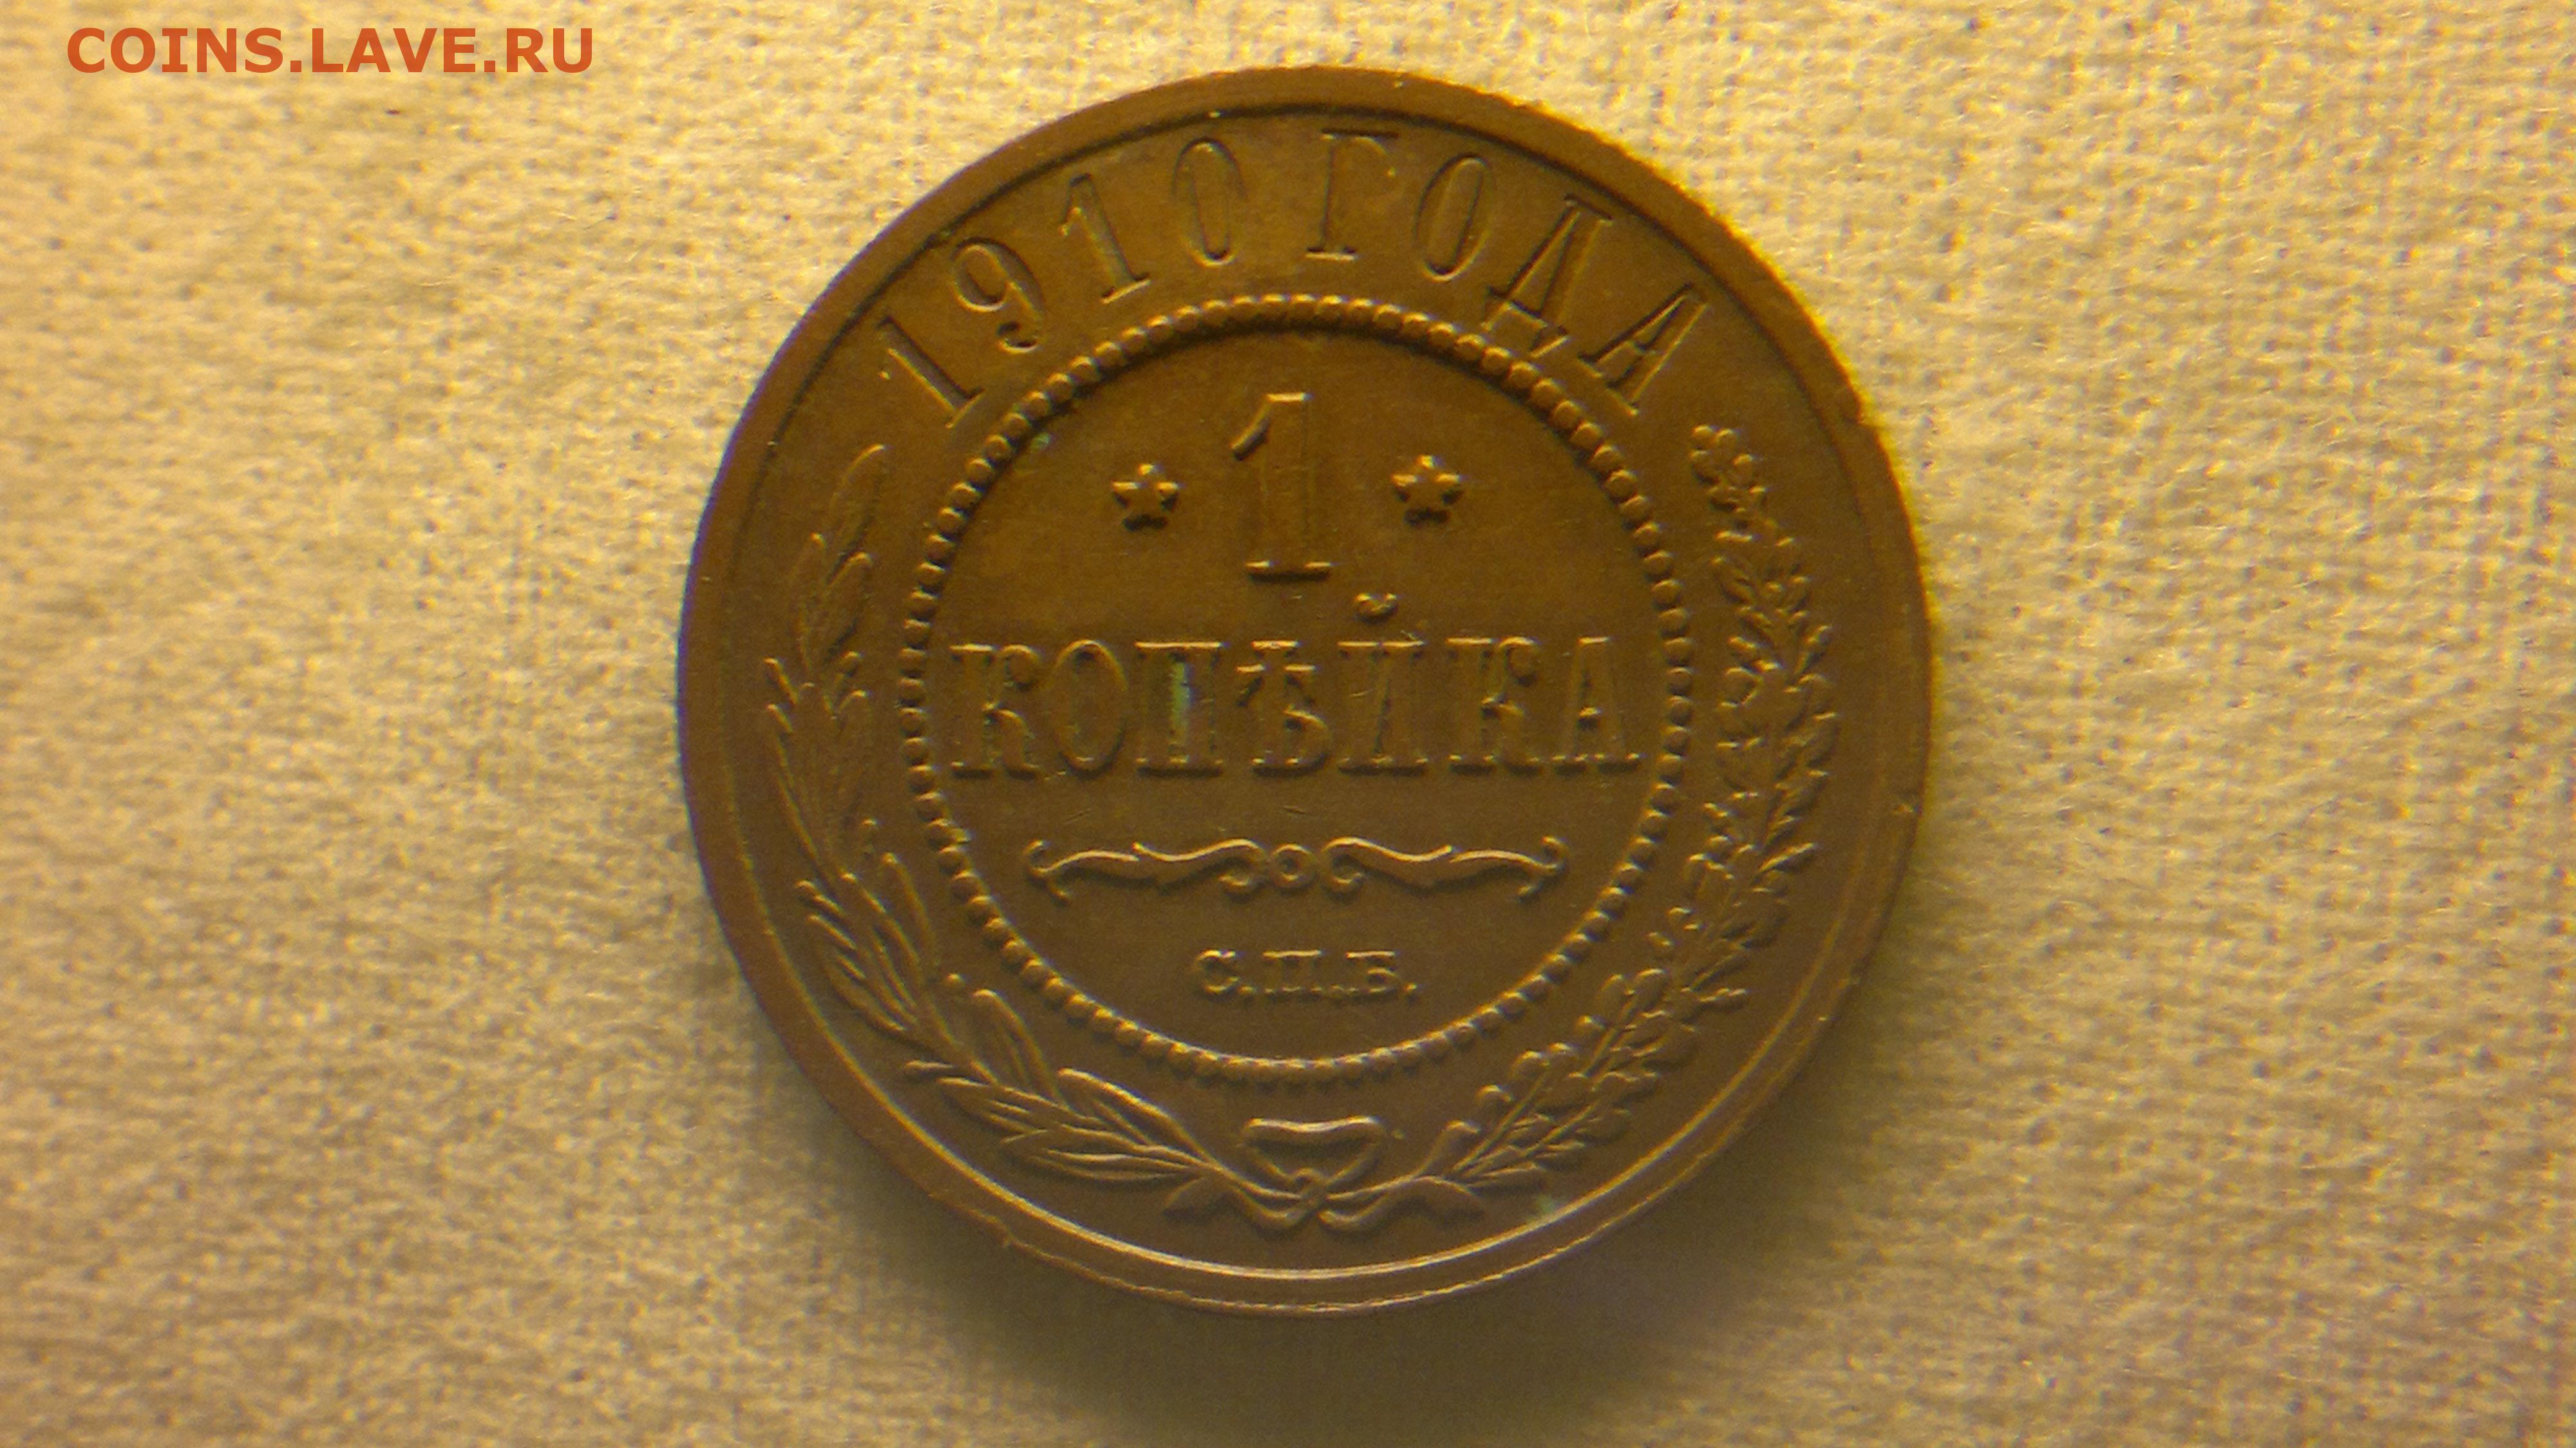 COINS.LAVE.RU
1910 ГОДА
* 1 *
КОПѢЙКА
С.П.Б.